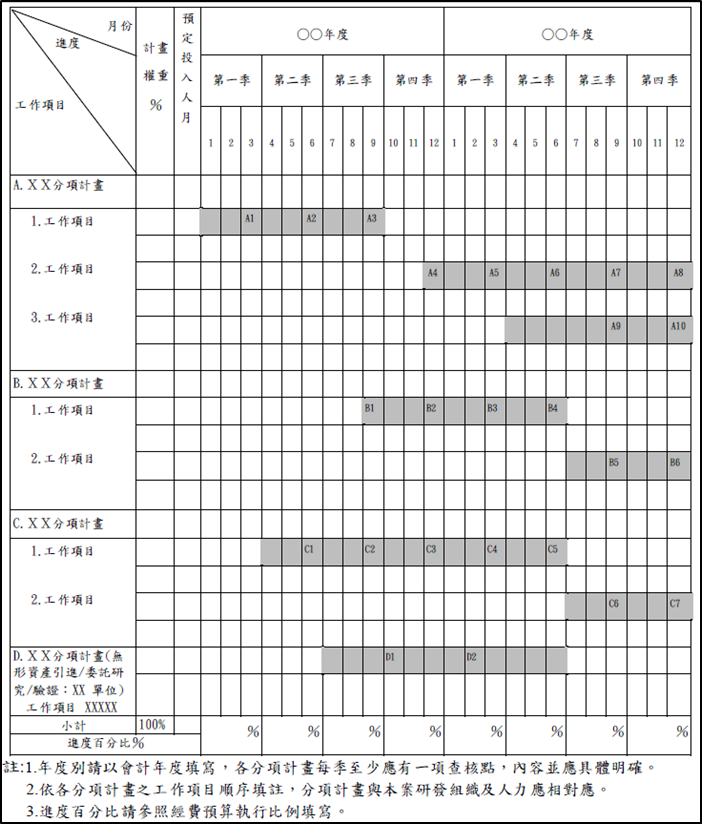 月份
進度
工作項目
計畫權重%
預定投入人月
○○年度 ○○年度
第一季 第二季 第三季 第四季 第一季 第二季 第三季 第四季
1 2 3 4 5 6 7 8 9 10 11 12 1 2 3 4 5 6 7 8 9 10 11 12
A.ＸＸ分項計畫
1.工作項目 A1 A2 A3
2.工作項目 A4 A5 A6 A7 A8
3.工作項目 A9 A10
B.ＸＸ分項計畫
1.工作項目 B1 B2 B3 B4
2.工作項目 B5 B6
C.ＸＸ分項計畫
1.工作項目 C1 C2 C3 C4 C5
2.工作項目 C6 C7
D.ＸＸ分項計畫(無 D1 D2
形資產引進/委託研
究/驗證：XX 單位)
工作項目 XXXXX
小計 100% % % % % % % % %
進度百分比%
註:1.年度別請以會計年度填寫，各分項計畫每季至少應有一項查核點，內容並應具體明確。
2.依各分項計畫之工作項目順序填註，分項計畫與本案研發組織及人力應相對應。
3.進度百分比請參照經費預算執行比例填寫。